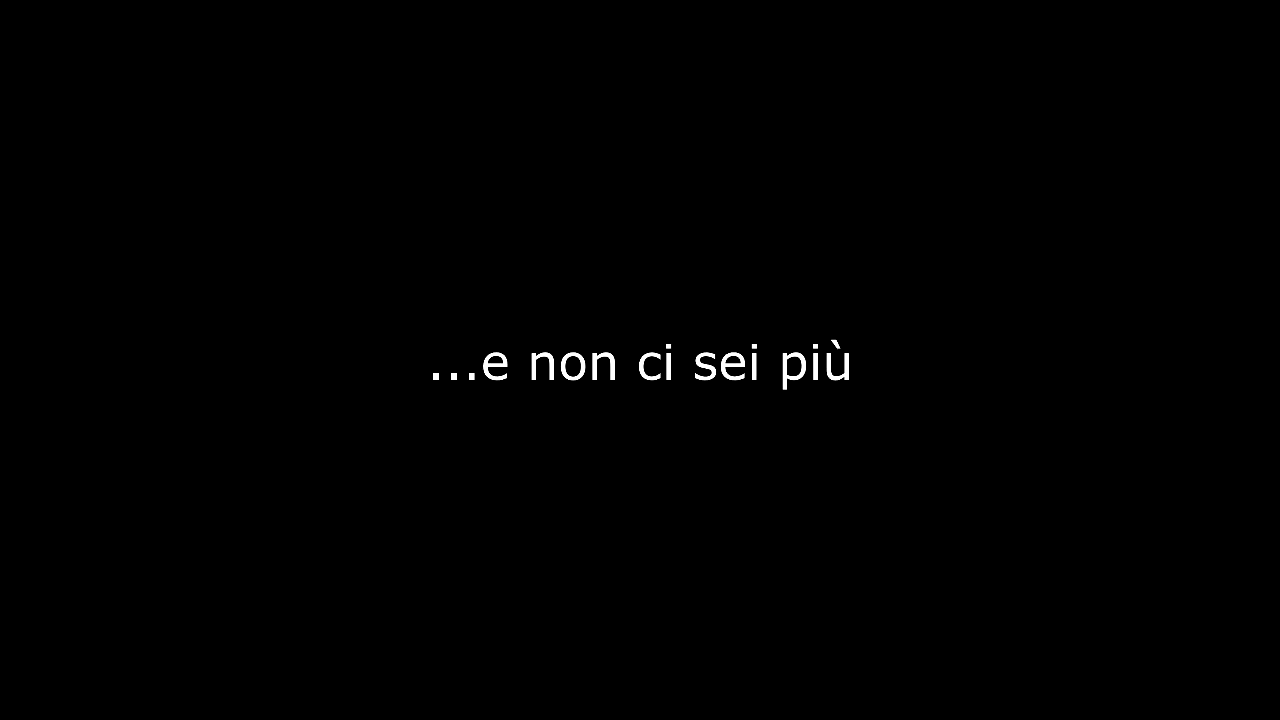 ...e non ci sei più